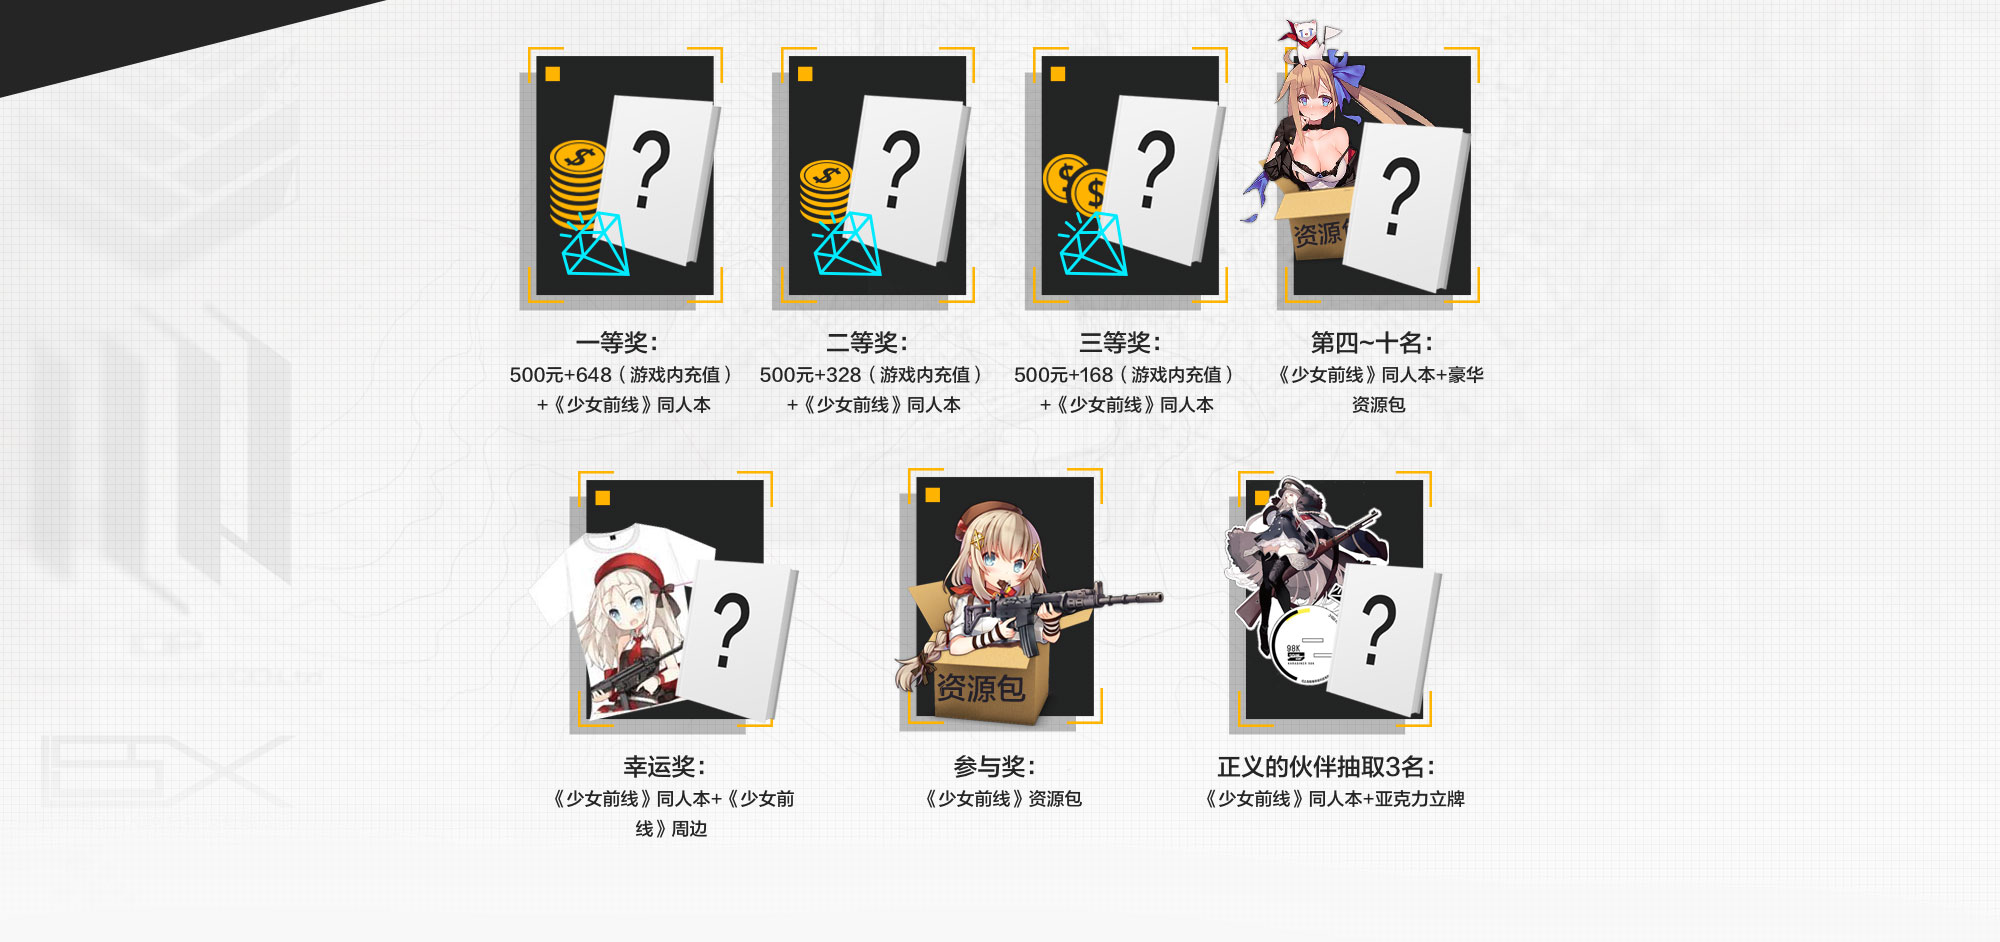 ?
?
?
资源
?
一等奖：
500元+648（游戏内充值）
+《少女前线》同人本
二等奖：
500元+328（游戏内充值）
+《少女前线》同人本
三等奖：
500元+168（游戏内充值）
+《少女前线》同人本
第四~十名：
《少女前线》同人本+豪华
资源包
?
资源包
98K
?
幸运奖：
《少女前线》同人本+《少女前
线》周边
参与奖：
《少女前线》资源包
正义的伙伴抽取3名：
《少女前线》同人本+亚克力立牌